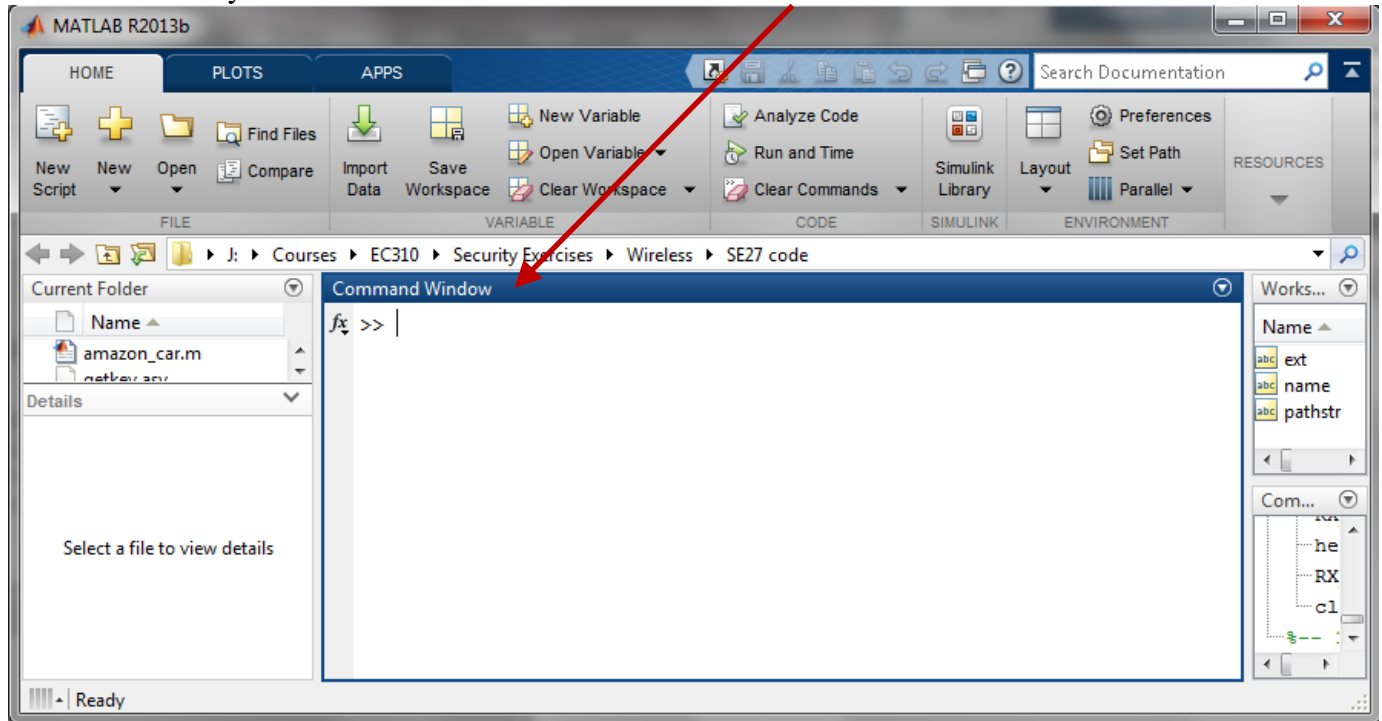 MATLAB R2013b
HOME PLOTS APPS Search Documentation
New Script
New
Open
Find Files
Compare
FILE
Import Data
Save Workspace
New Variable
Open Variable
Clear Workspace
VARIABLE
Analyze Code
Run and Time
Clear Commands
CODE
Simulink Library
SIMULINK
Layout
Preferences
Set Path
Parallel
ENVIRONMENT
RESOURCES
J: Courses EC310 Security Exercises Wireless SE27 code
Current Folder
Name
amazon_car.m
getkey.asv
Details
Select a file to view details
Command Window
fx >>
Works...
Name
ext
name
pathstr
Com...
he
RX
cl
%--
Ready